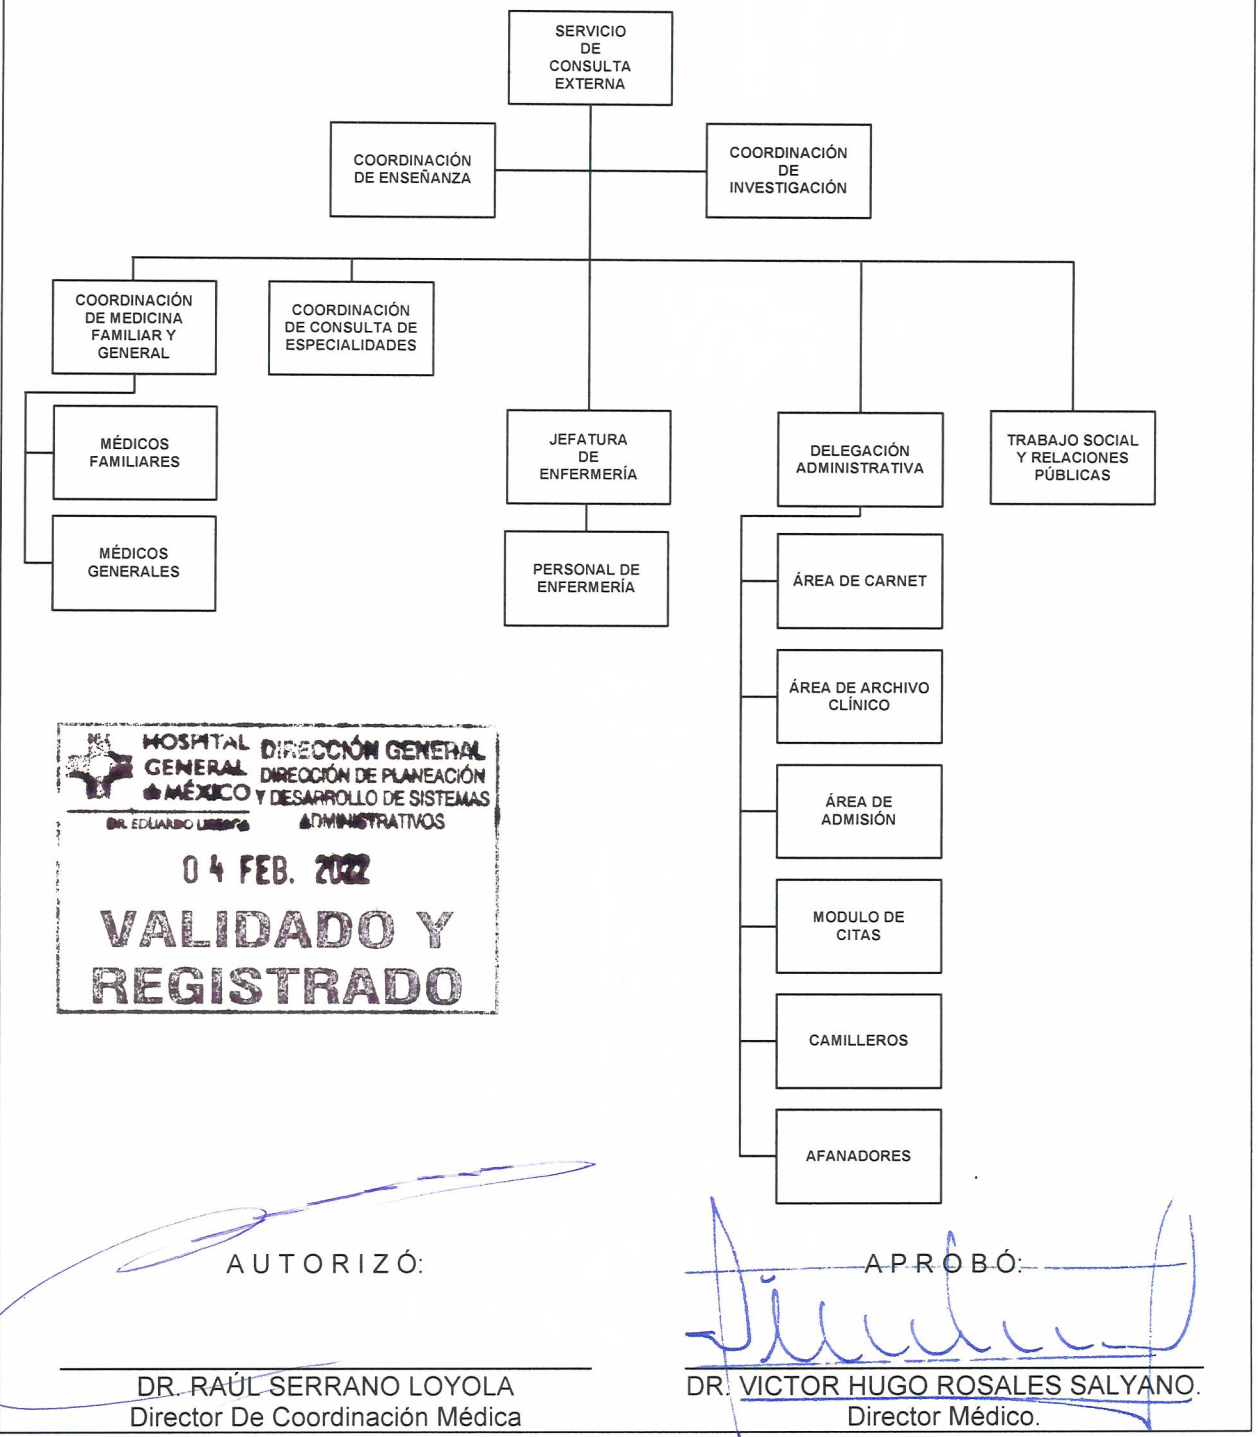 SERVICIO
DE
CONSULTA
EXTERNA
COORDINACIÓN
DE ENSEÑANZA
COORDINACIÓN
DE
INVESTIGACIÓN
COORDINACIÓN
DE MEDICINA
FAMILIAR Y
GENERAL
COORDINACIÓN
DE CONSULTA DE
ESPECIALIDADES
MÉDICOS
FAMILIARES
MÉDICOS
GENERALES
JEFATURA
DE
ENFERMERÍA
PERSONAL DE
ENFERMERÍA
DELEGACIÓN
ADMINISTRATIVA
TRABAJO SOCIAL
Y RELACIONES
PÚBLICAS
ÁREA DE CARNET
ÁREA DE ARCHIVO
CLÍNICO
ÁREA DE
ADMISIÓN
MODULO DE
CITAS
CAMILLEROS
AFANADORES
HOSPITAL
GENERAL
de MÉXICO
DR. EDUARDO LICEAGA
DIRECCIÓN GENERAL
DIRECCIÓN DE PLANEACIÓN
Y DESARROLLO DE SISTEMAS
ADMINISTRATIVOS
04 FEB. 2022
VALIDADO Y
REGISTRADO
AUTORIZÓ:
DR. RAÚL SERRANO LOYOLA
Director De Coordinación Médica
APROBÓ:
DR. VICTOR HUGO ROSALES SALYANO.
Director Médico.